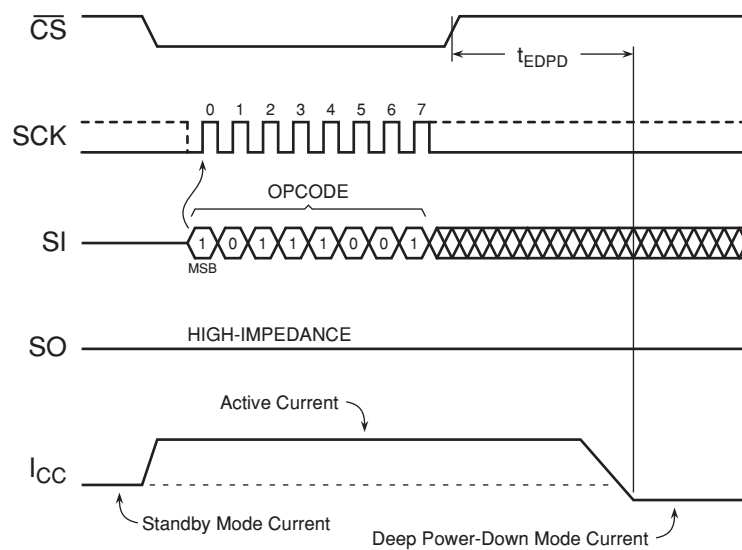 CS
tEDPD
0 1 2 3 4 5 6 7
SCK
OPCODE
SI
1 0 1 1 1 0 0 1
MSB
HIGH-IMPEDANCE
SO
Active Current
ICC
Standby Mode Current
Deep Power-Down Mode Current